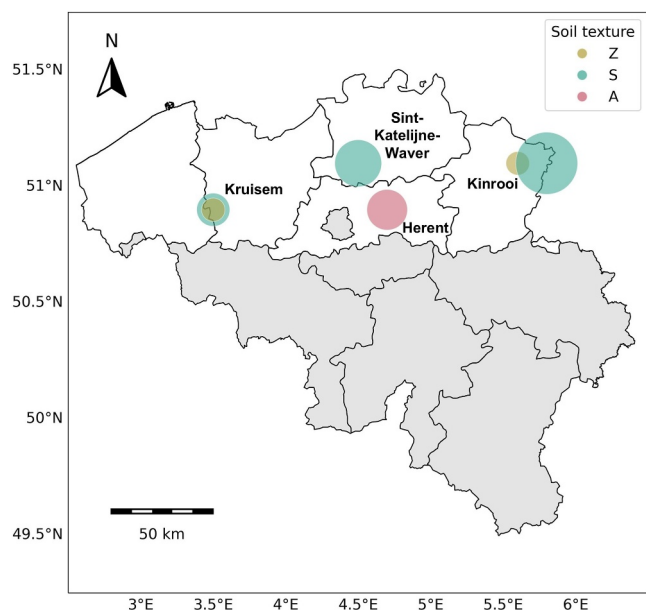 Soil texture
Z
S
A
N
51.5°N
51°N
50.5°N
50°N
49.5°N
Sint-
Katelijne-
Waver
Kruisem
Kinrooi
Herent
50 km
3°E
3.5°E
4°E
4.5°E
5°E
5.5°E
6°E